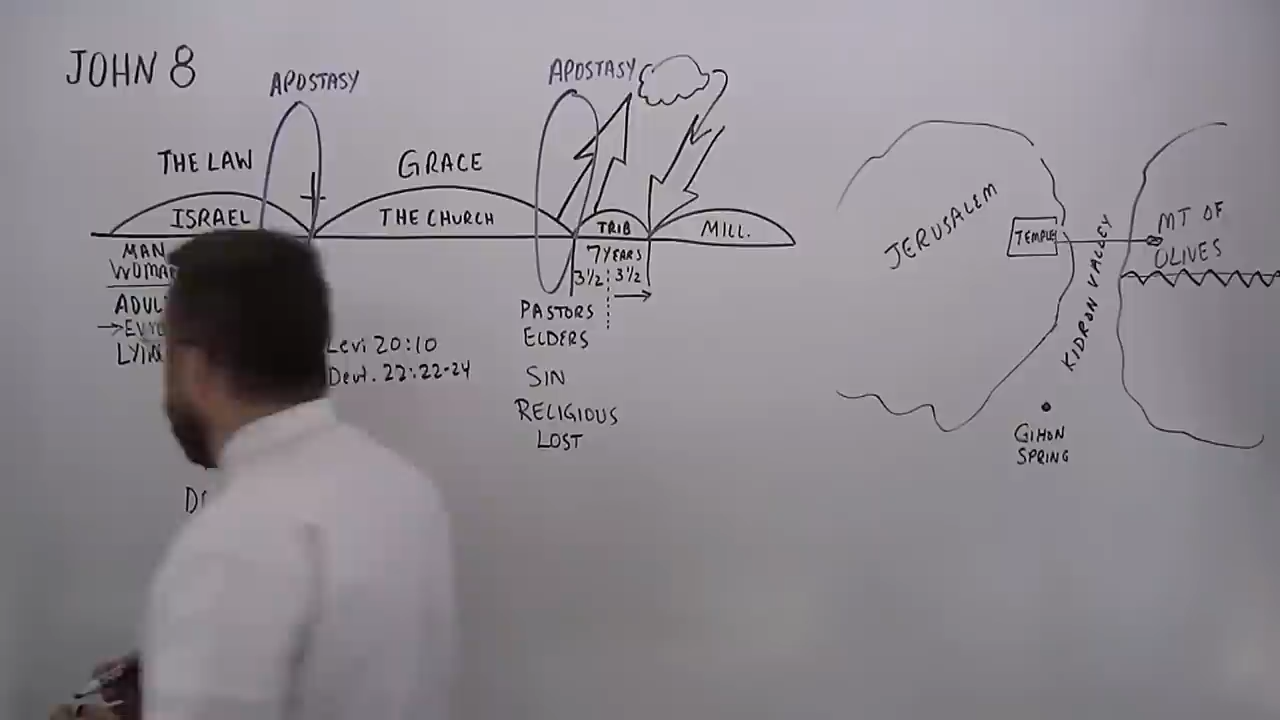 JOHN 8
APOSTASY
APOSTASY
THE LAW
GRACE
ISRAEL
THE CHURCH
TRIB
MILL.
MAN
WOMAN
7 YEARS
3½
3½
Levi 20:10
Deut. 22:22-24
PASTORS
ELDERS
SIN
RELIGIOUS
LOST
JERUSALEM
TEMPLE
KIDRON VALLEY
MT OF
OLIVES
GIHON
SPRING